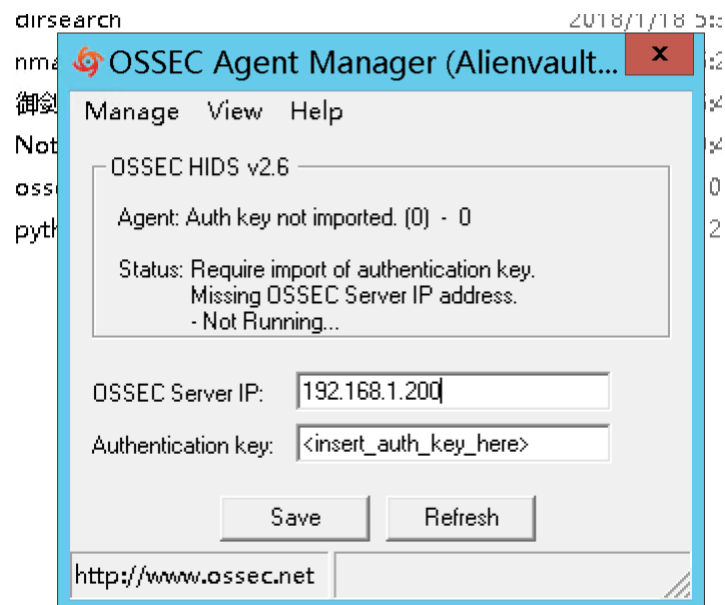 dirsearch 2018/1/18 5:3
OSSEC Agent Manager (Alienvault... x
御剑
Manage View Help
Not
OSSEC HIDS v2.6
oss
Agent: Auth key not imported. (0) - 0
pyth
Status: Require import of authentication key.
Missing OSSEC Server IP address.
- Not Running...
OSSEC Server IP: 192.168.1.200
Authentication key: <insert_auth_key_here>
Save Refresh
http://www.ossec.net